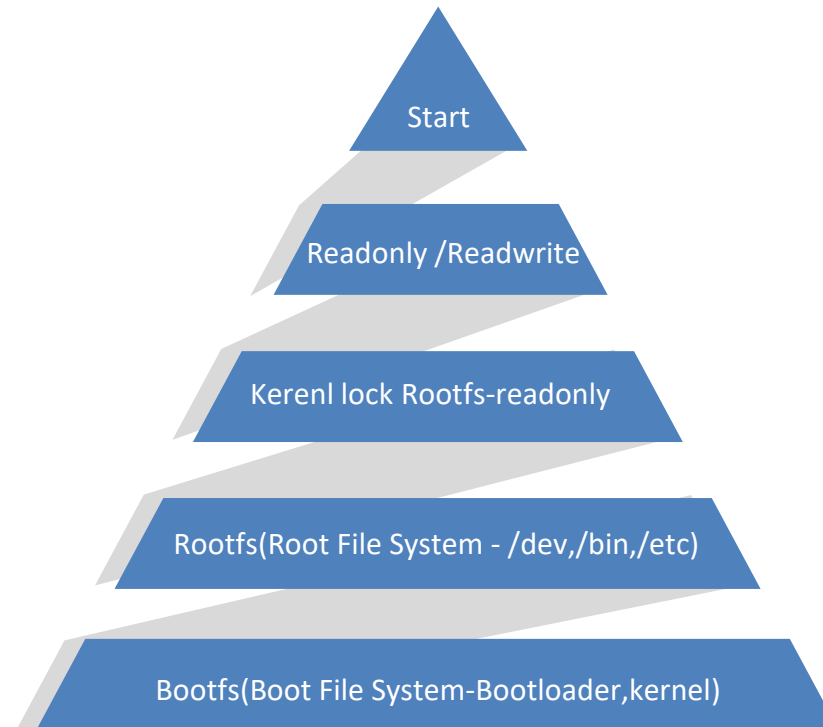 Start
Readonly /Readwrite
Kerenl lock Rootfs-readonly
Rootfs(Root File System - /dev,/bin,/etc)
Bootfs(Boot File System-Bootloader,kernel)